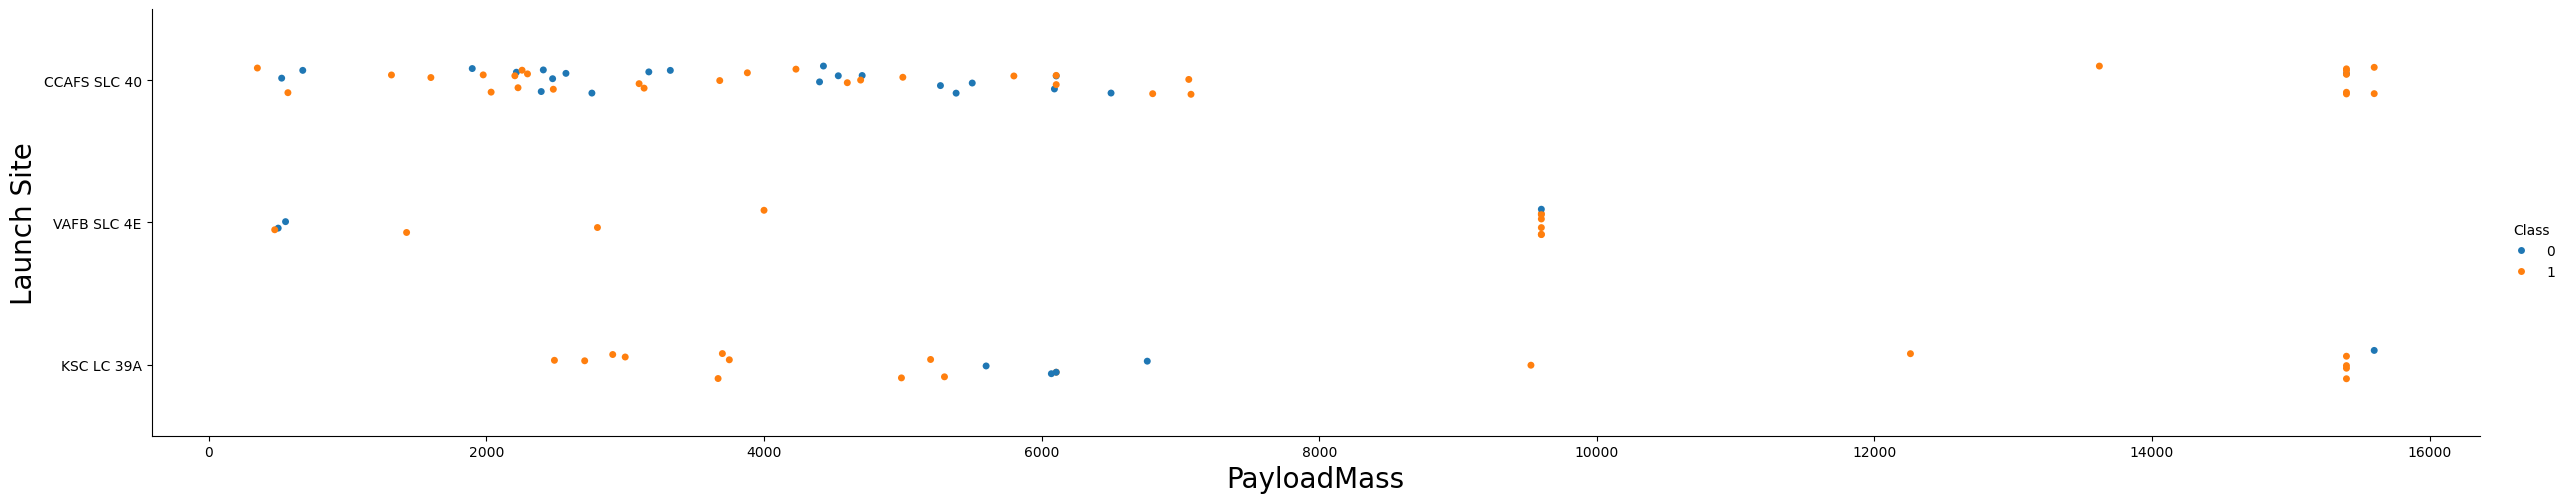 Launch Site
CCAFS SLC 40
VAFB SLC 4E
KSC LC 39A
0 2000 4000 6000 8000 10000 12000 14000 16000
PayloadMass
Class
0
1